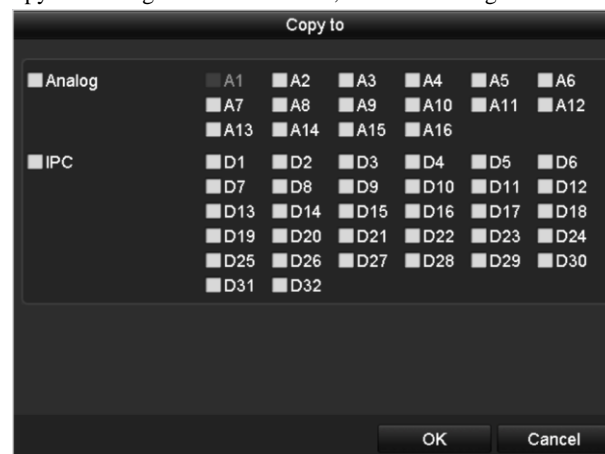 Copy to
Analog A1 A2 A3 A4 A5 A6
A7 A8 A9 A10 A11 A12
A13 A14 A15 A16
IPC D1 D2 D3 D4 D5 D6
D7 D8 D9 D10 D11 D12
D13 D14 D15 D16 D17 D18
D19 D20 D21 D22 D23 D24
D25 D26 D27 D28 D29 D30
D31 D32
OK Cancel